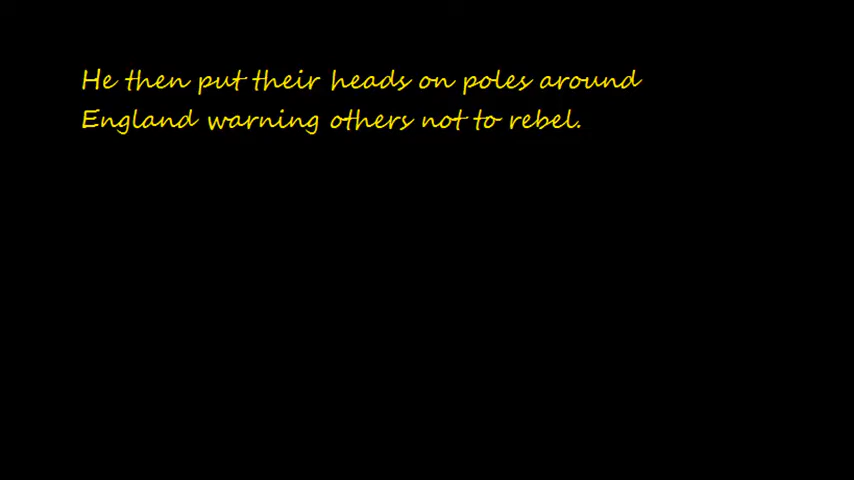 He then put their heads on poles around
England warning others not to rebel.